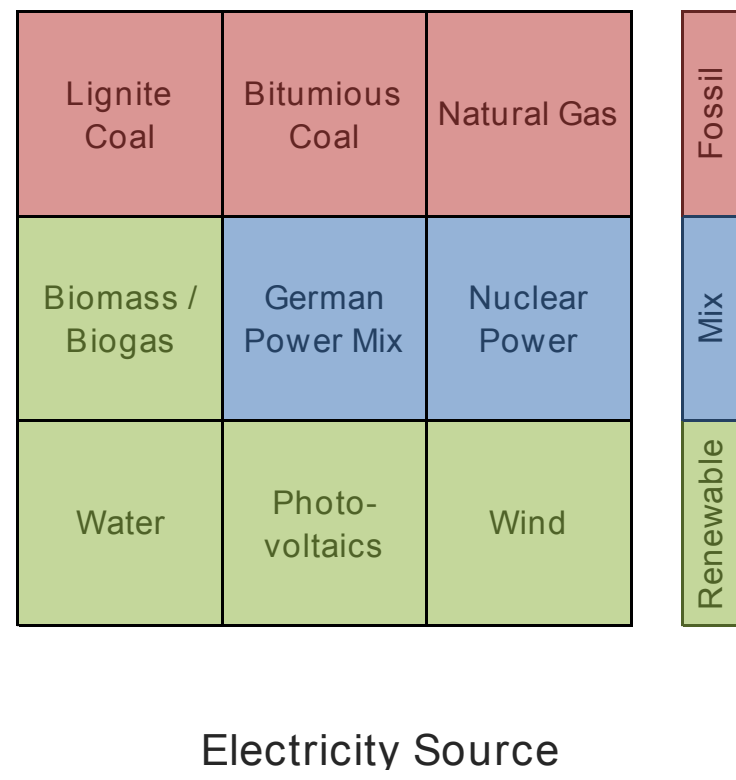 Lignite
Coal
Bitumious
Coal
Natural Gas
Fossil
Biomass /
Biogas
German
Power Mix
Nuclear
Power
Mix
Water
Photo-
voltaics
Wind
Renewable
Electricity Source